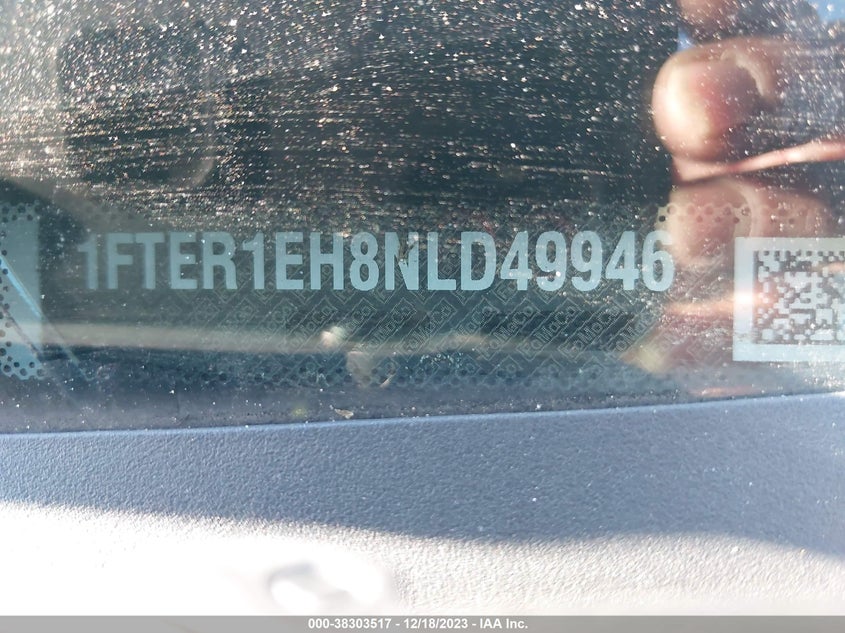 1FTER1EH8NLD49946
000-38303517 - 12/18/2023 - IAA Inc.